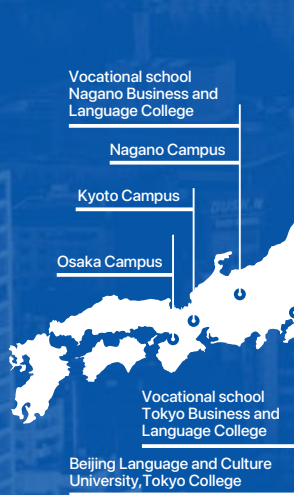 Vocational school
Nagano Business and
Language College
Nagano Campus
Kyoto Campus
Osaka Campus
Vocational school
Tokyo Business and
Language College
Beijing Language and Culture
University,Tokyo College